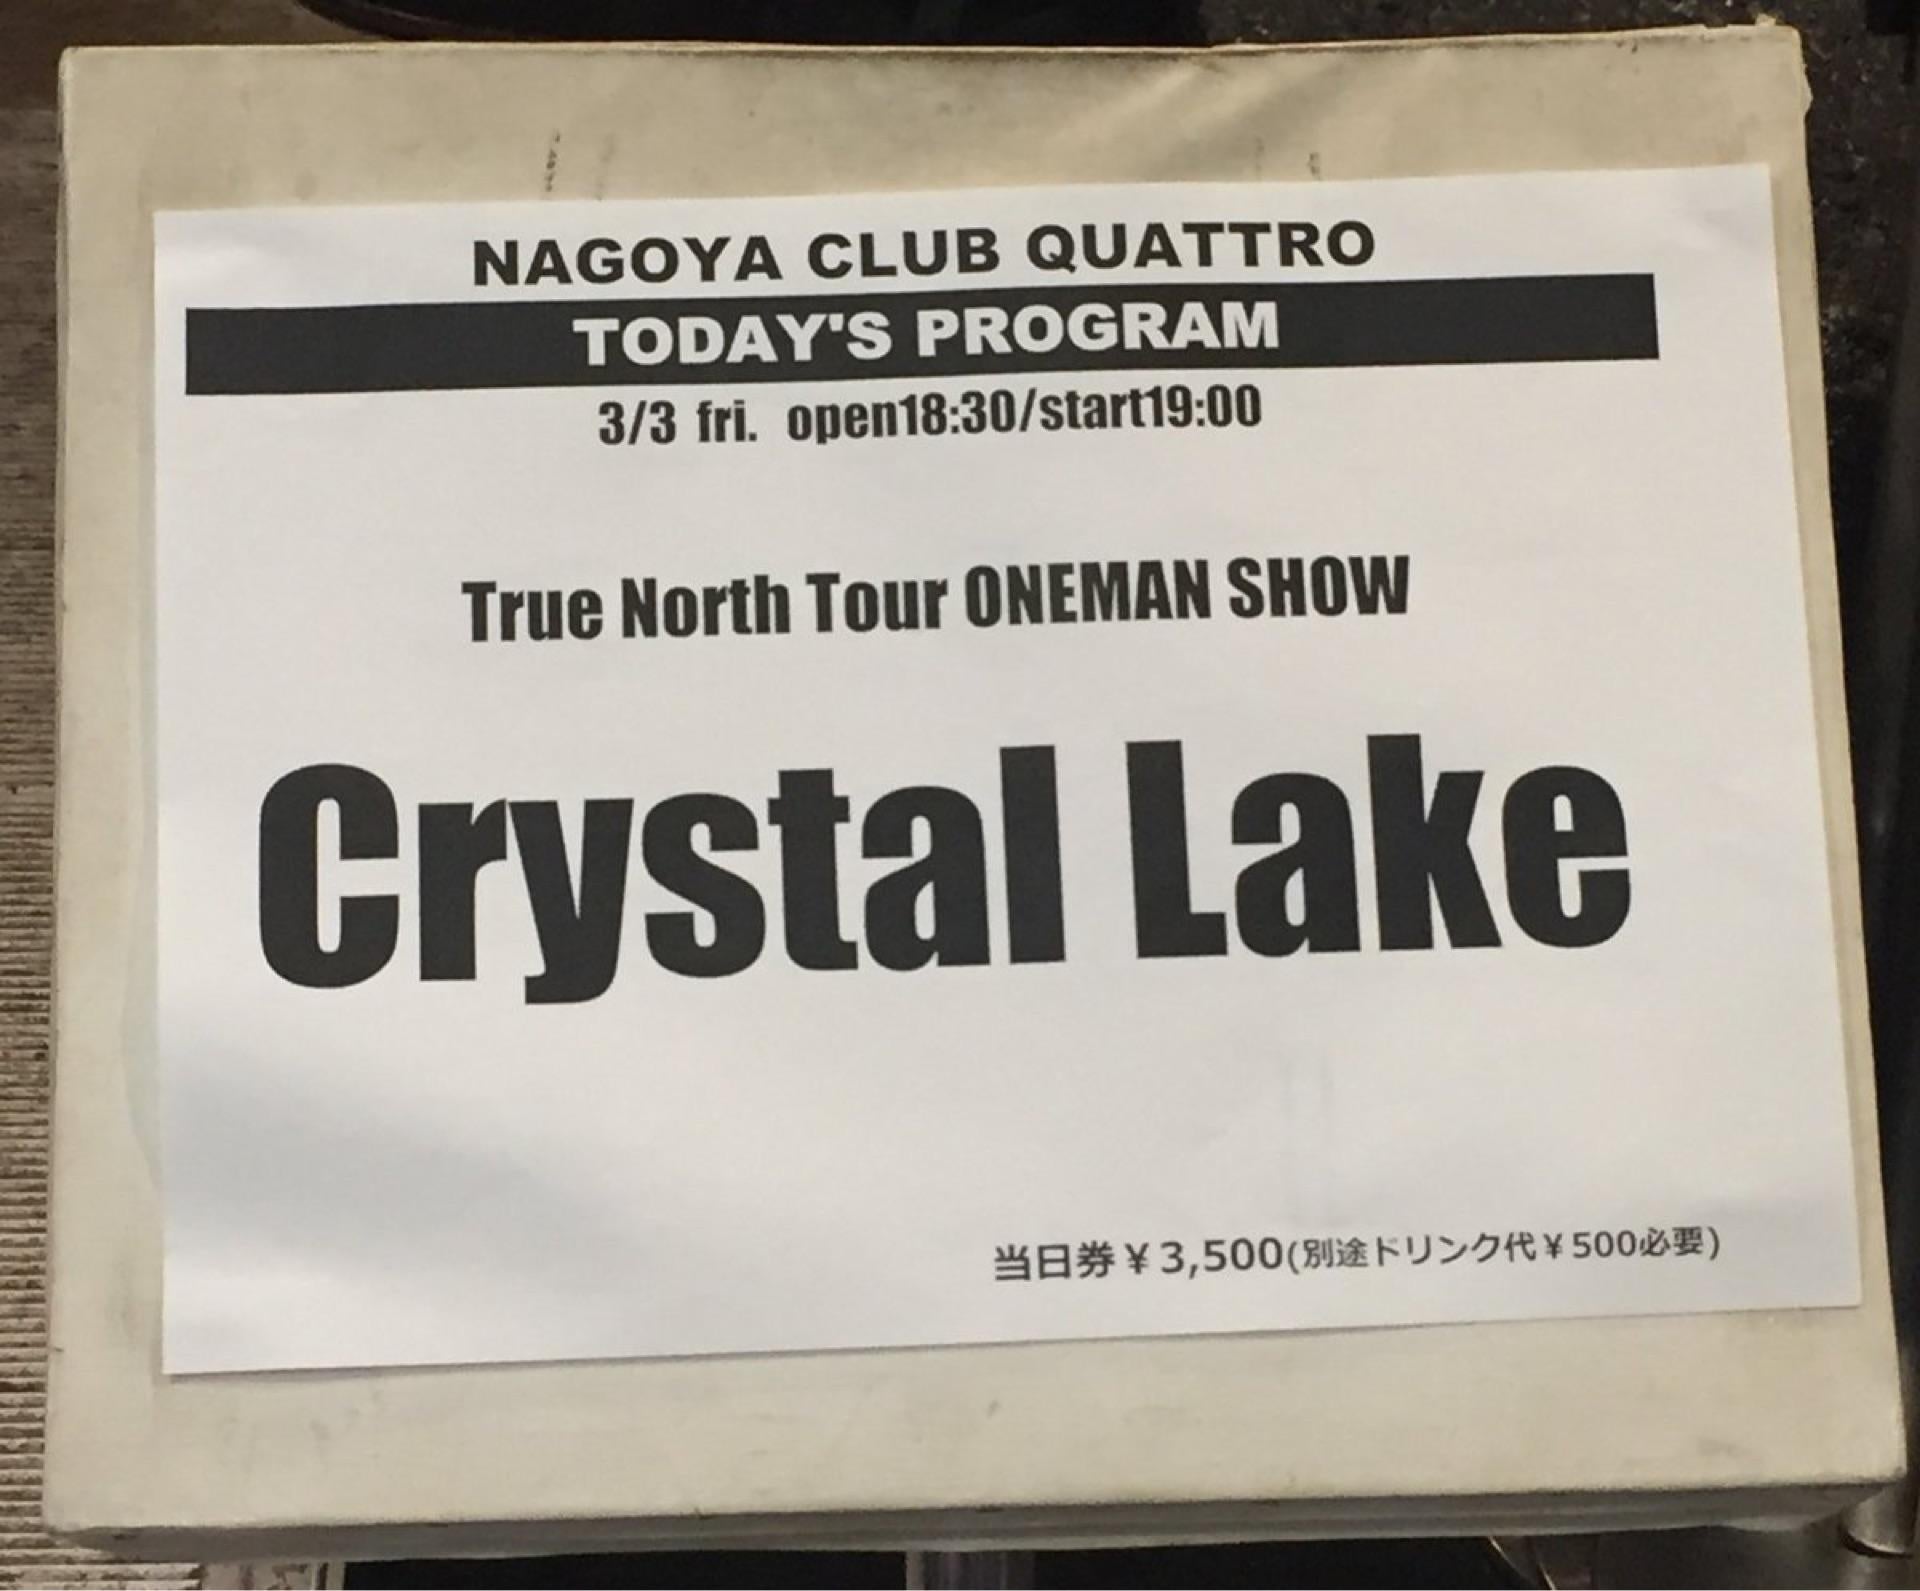 NAGOYA CLUB QUATTRO
TODAY'S PROGRAM
3/3 fri. open18:30/start19:00
True North Tour ONEMAN SHOW
Crystal Lake
当日券￥3,500(別途ドリンク代￥500必要)